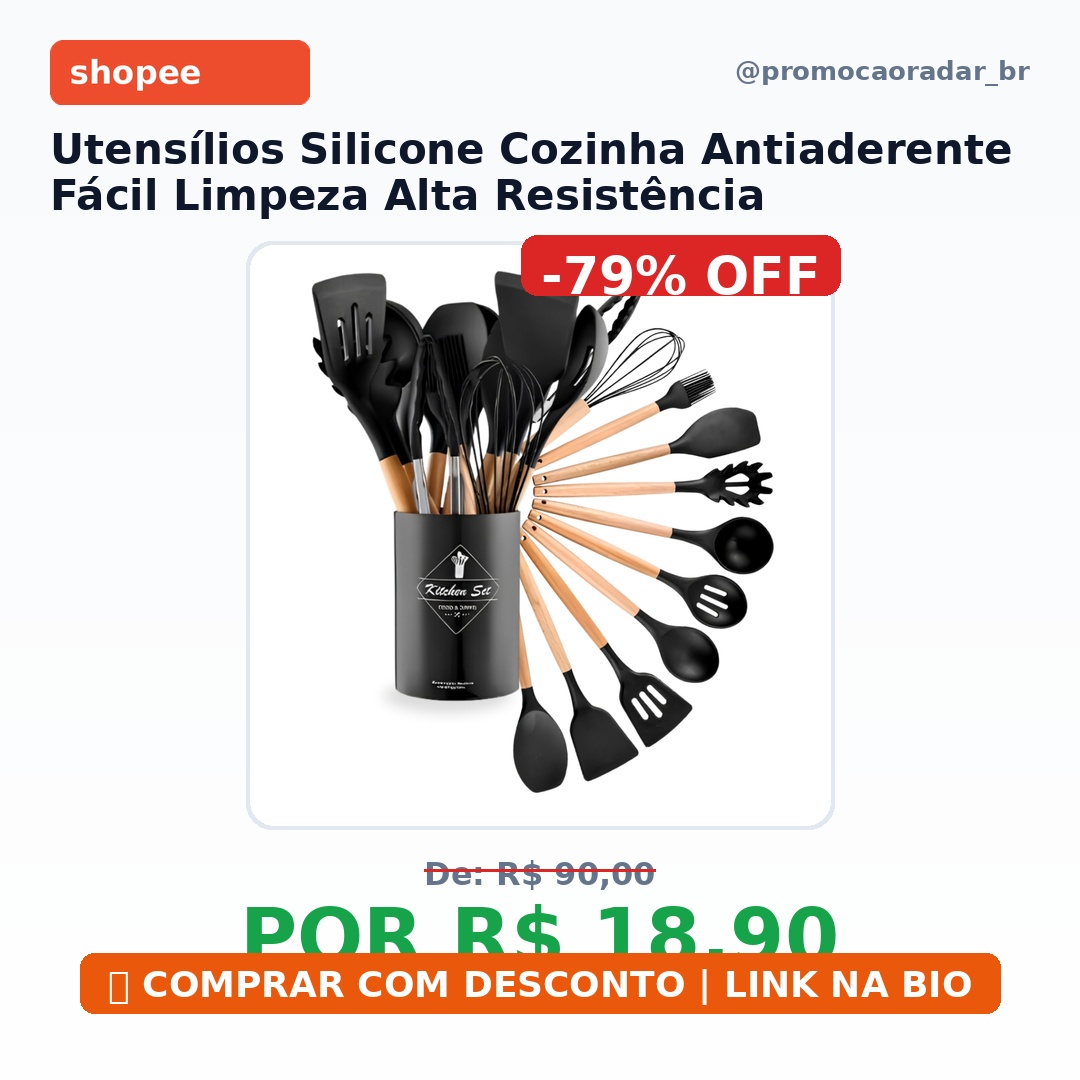 shopee
@promocaoradar_br
Utensílios Silicone Cozinha Antiaderente
Fácil Limpeza Alta Resistência
-79% OFF
Kitchen Set
De: R$ 90,00
POR R$ 18,90
COMPRAR COM DESCONTO | LINK NA BIO